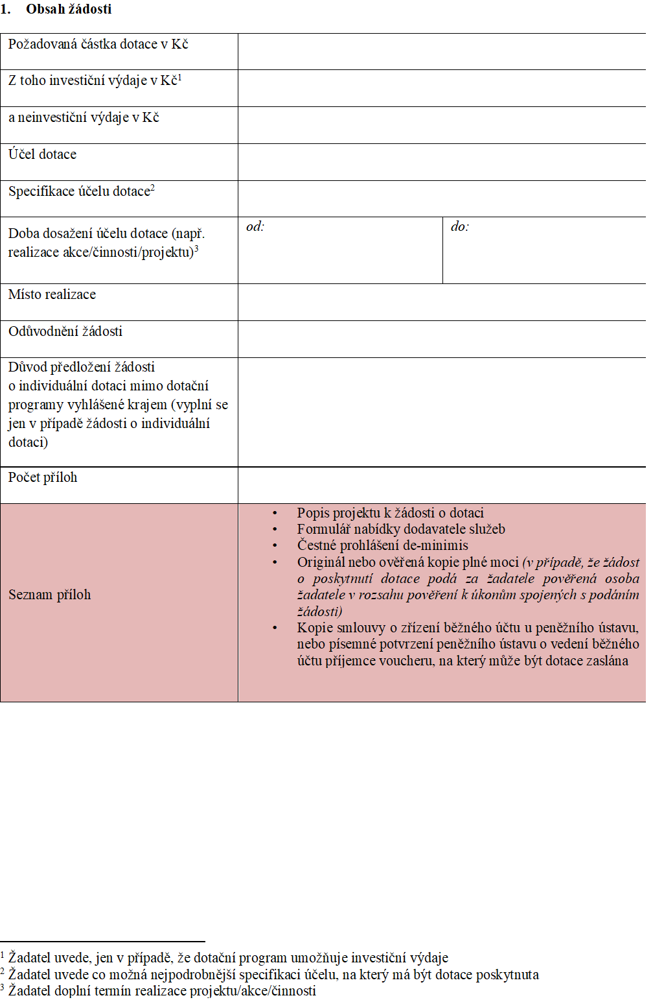 1. Obsah žádosti
Požadovaná částka dotace v Kč
Z toho investiční výdaje v Kč1
a neinvestiční výdaje v Kč
Účel dotace
Specifikace účelu dotace2
Doba dosažení účelu dotace (např.
realizace akce/činnosti/projektu)3
od:
do:
Místo realizace
Odůvodnění žádosti
Důvod předložení žádosti
o individuální dotaci mimo dotační
programy vyhlášené krajem (vyplní se
jen v případě žádosti o individuální
dotaci)
Počet příloh
Seznam příloh
• Popis projektu k žádosti o dotaci
• Formulář nabídky dodavatele služeb
• Čestné prohlášení de-minimis
• Originál nebo ověřená kopie plné moci (v případě, že žádost
o poskytnutí dotace podá za žadatele pověřená osoba
žadatele v rozsahu pověření k úkonům spojených s podáním
žádosti)
• Kopie smlouvy o zřízení běžného účtu u peněžního ústavu,
nebo písemné potvrzení peněžního ústavu o vedení běžného
účtu příjemce voucheru, na který může být dotace zaslána
1 Žadatel uvede, jen v případě, že dotační program umožňuje investiční výdaje
2 Žadatel uvede co možná nejpodrobnější specifikaci účelu, na který má být dotace poskytnuta
3 Žadatel doplní termín realizace projektu/akce/činnosti